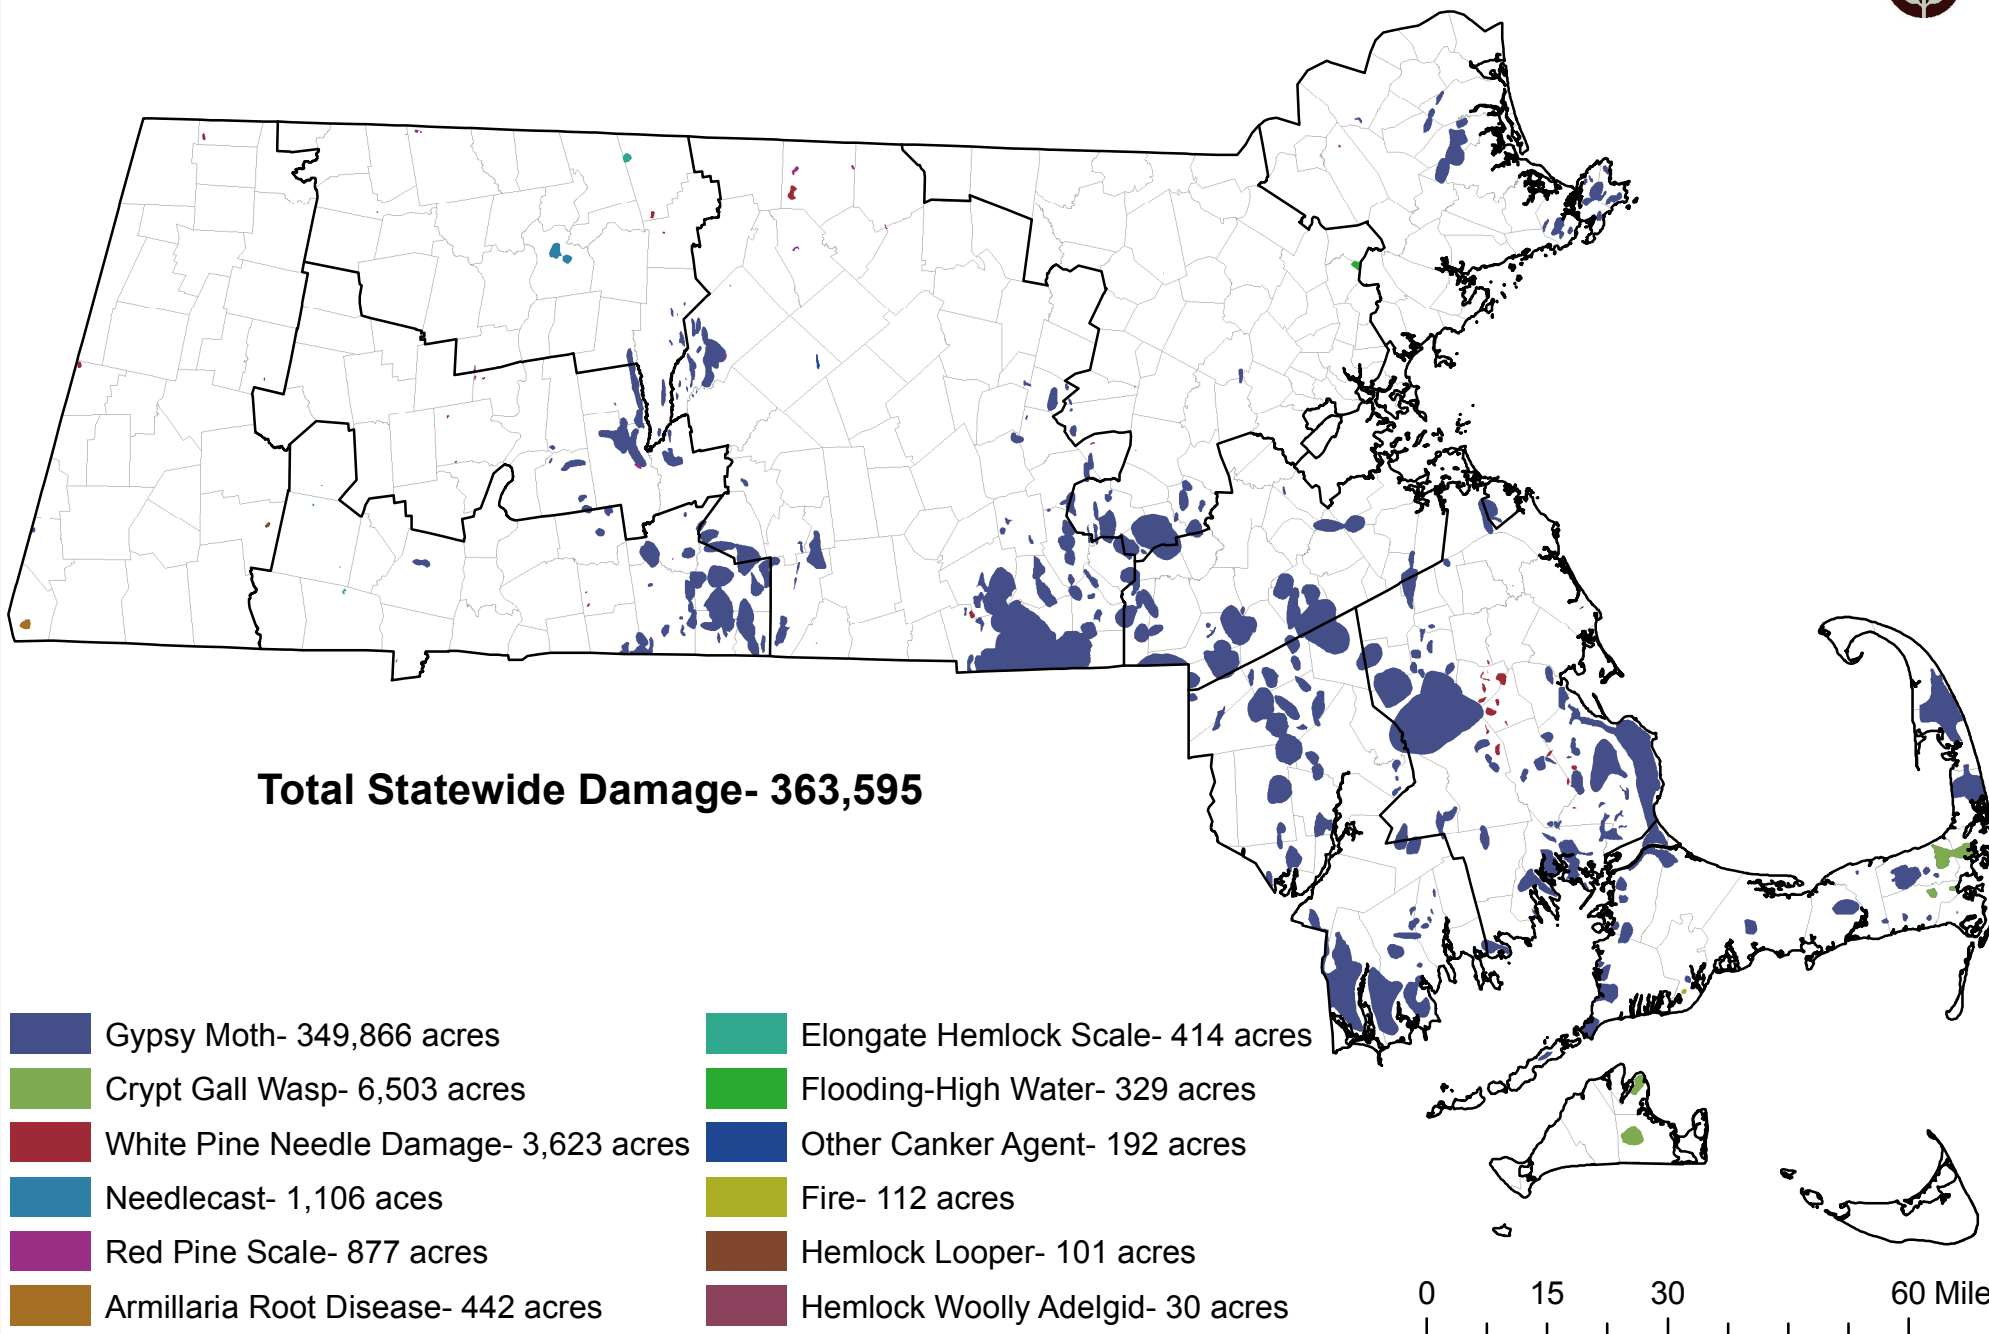 Total Statewide Damage- 363,595
Gypsy Moth- 349,866 acres
Crypt Gall Wasp- 6,503 acres
White Pine Needle Damage- 3,623 acres
Needlecast- 1,106 aces
Red Pine Scale- 877 acres
Armillaria Root Disease- 442 acres
Elongate Hemlock Scale- 414 acres
Flooding-High Water- 329 acres
Other Canker Agent- 192 acres
Fire- 112 acres
Hemlock Looper- 101 acres
Hemlock Woolly Adelgid- 30 acres
0 15 30 60 Mile